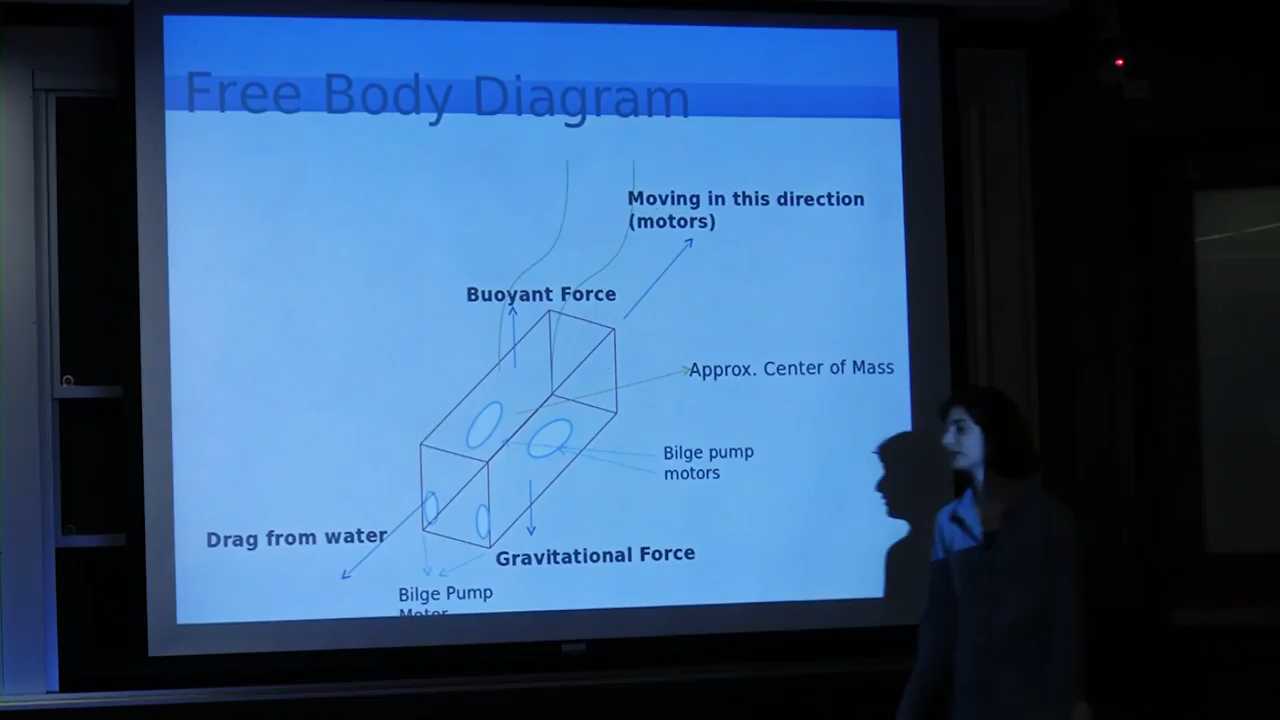 Free Body Diagram
Moving in this direction
(motors)
Buoyant Force
Approx. Center of Mass
Bilge pump
motors
Drag from water
Gravitational Force
Bilge Pump
Motor